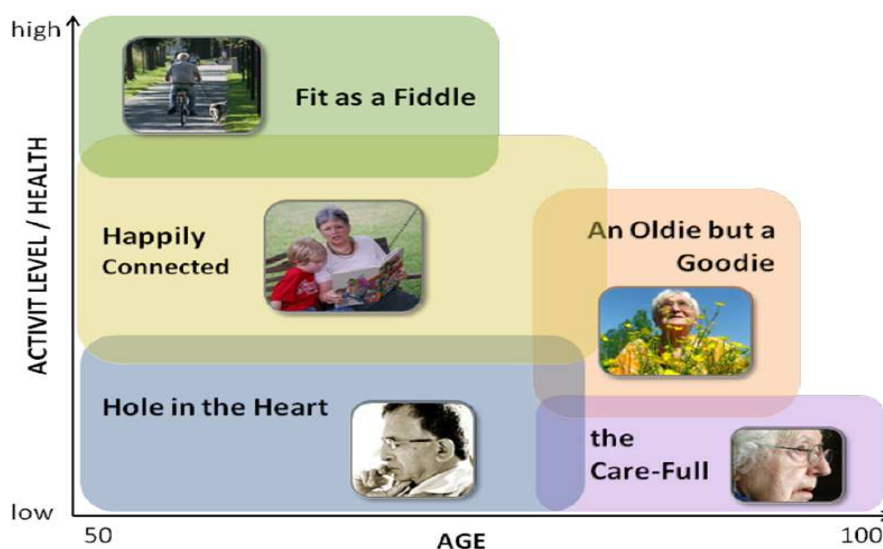 high
Fit as a Fiddle
ACTIVIT LEVEL / HEALTH
Happily
Connected
An Oldie but a
Goodie
Hole in the Heart
the
Care-Full
low
50
AGE
100